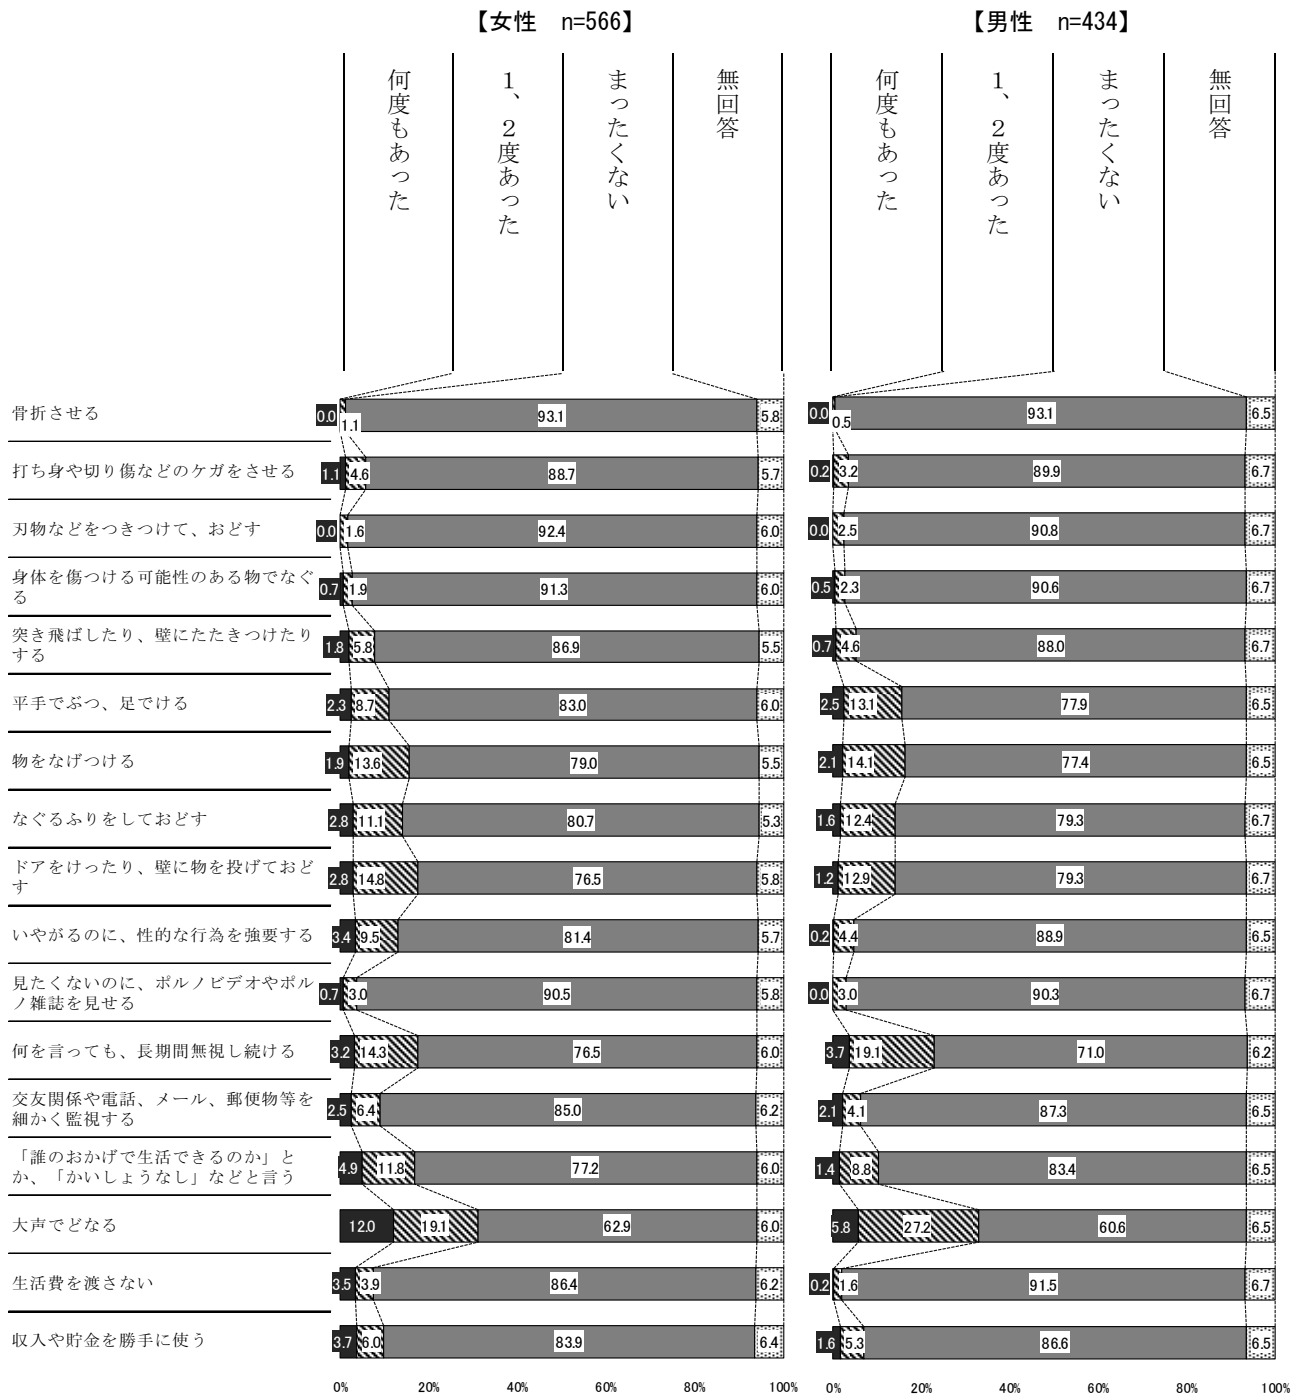 【女性　n=566】
【男性　n=434】
何度もあった
１、２度あった
まったくない
無回答
何度もあった
１、２度あった
まったくない
無回答
骨折させる
0.0 1.1 93.1 5.8
0.0 0.5 93.1 6.5
打ち身や切り傷などのケガをさせる
1.1 4.6 88.7 5.7
0.2 3.2 89.9 6.7
刃物などをつきつけて、おどす
0.0 1.6 92.4 6.0
0.0 2.5 90.8 6.7
身体を傷つける可能性のある物でなぐ
る
0.7 1.9 91.3 6.0
0.5 2.3 90.6 6.7
突き飛ばしたり、壁にたたきつけたり
する
1.8 5.8 86.9 5.5
0.7 4.6 88.0 6.7
平手でぶつ、足でける
2.3 8.7 83.0 6.0
2.5 13.1 77.9 6.5
物をなげつける
1.9 13.6 79.0 5.5
2.1 14.1 77.4 6.5
なぐるふりをしておどす
2.8 11.1 80.7 5.3
1.6 12.4 79.3 6.7
ドアをけったり、壁に物を投げておど
す
2.8 14.8 76.5 5.8
1.2 12.9 79.3 6.7
いやがるのに、性的な行為を強要する
3.4 9.5 81.4 5.7
0.2 4.4 88.9 6.5
見たくないのに、ポルノビデオやポル
ノ雑誌を見せる
0.7 3.0 90.5 5.8
0.0 3.0 90.3 6.7
何を言っても、長期間無視し続ける
3.2 14.3 76.5 6.0
3.7 19.1 71.0 6.2
交友関係や電話、メール、郵便物等を
細かく監視する
2.5 6.4 85.0 6.2
2.1 4.1 87.3 6.5
「誰のおかげで生活できるのか」と
か、「かいしょうなし」などと言う
4.9 11.8 77.2 6.0
1.4 8.8 83.4 6.5
大声でどなる
12.0 19.1 62.9 6.0
5.8 27.2 60.6 6.5
生活費を渡さない
3.5 3.9 86.4 6.2
0.2 1.6 91.5 6.7
収入や貯金を勝手に使う
3.7 6.0 83.9 6.4
1.6 5.3 86.6 6.5
0% 20% 40% 60% 80% 100%
0% 20% 40% 60% 80% 100%